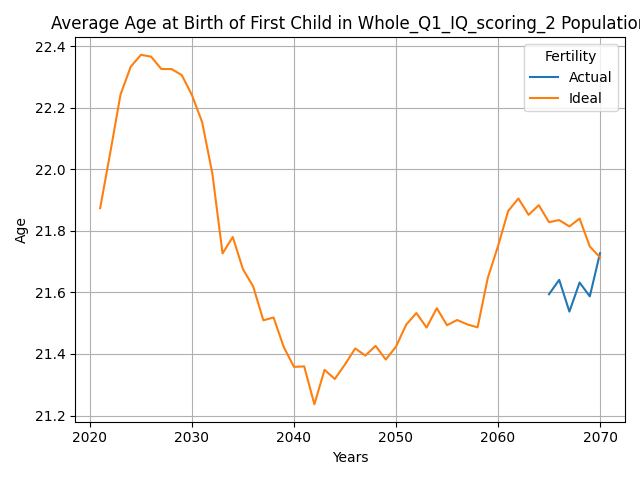 Average Age at Birth of First Child in Whole_Q1_IQ_scoring_2 Population
Fertility
Actual
Ideal
22.4
22.2
22.0
21.8
21.6
21.4
21.2
Age
2020
2030
2040
2050
2060
2070
Years